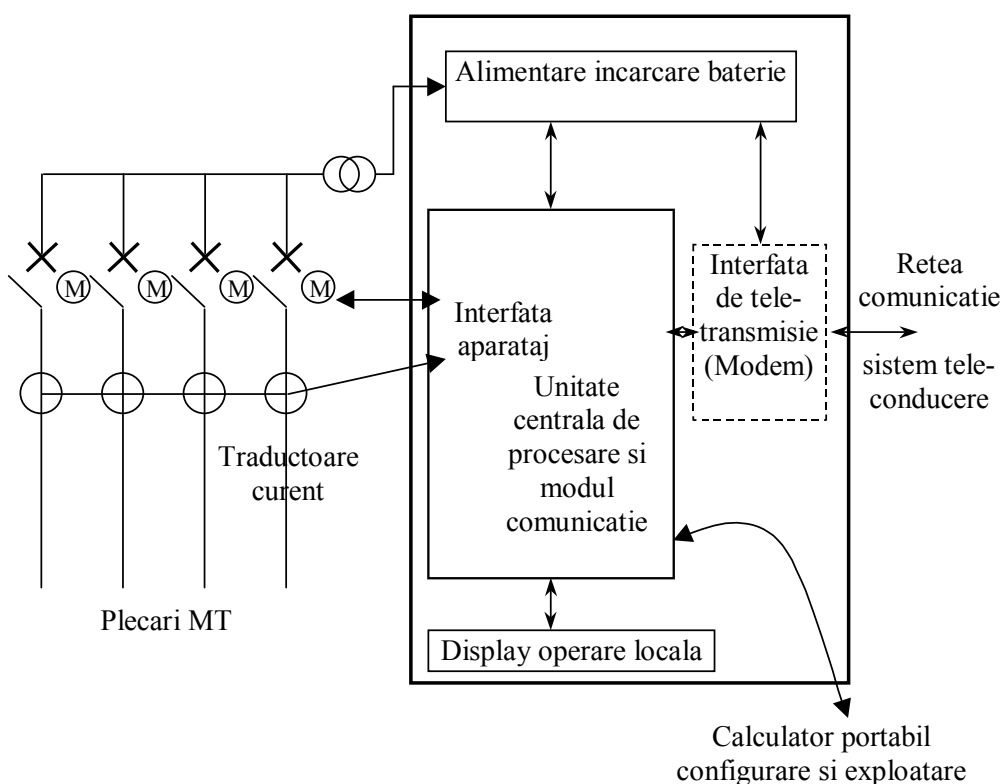 Alimentare incarcare baterie
M
M
M
M
Interfata
aparataj
Unitate
centrala de
procesare si
modul
comunicatie
Interfata
de tele-
transmisie
(Modem)
Retea
comunicatie
sistem tele-
conducere
Traductoare
curent
Plecari MT
Display operare locala
Calculator portabil
configurare si exploatare